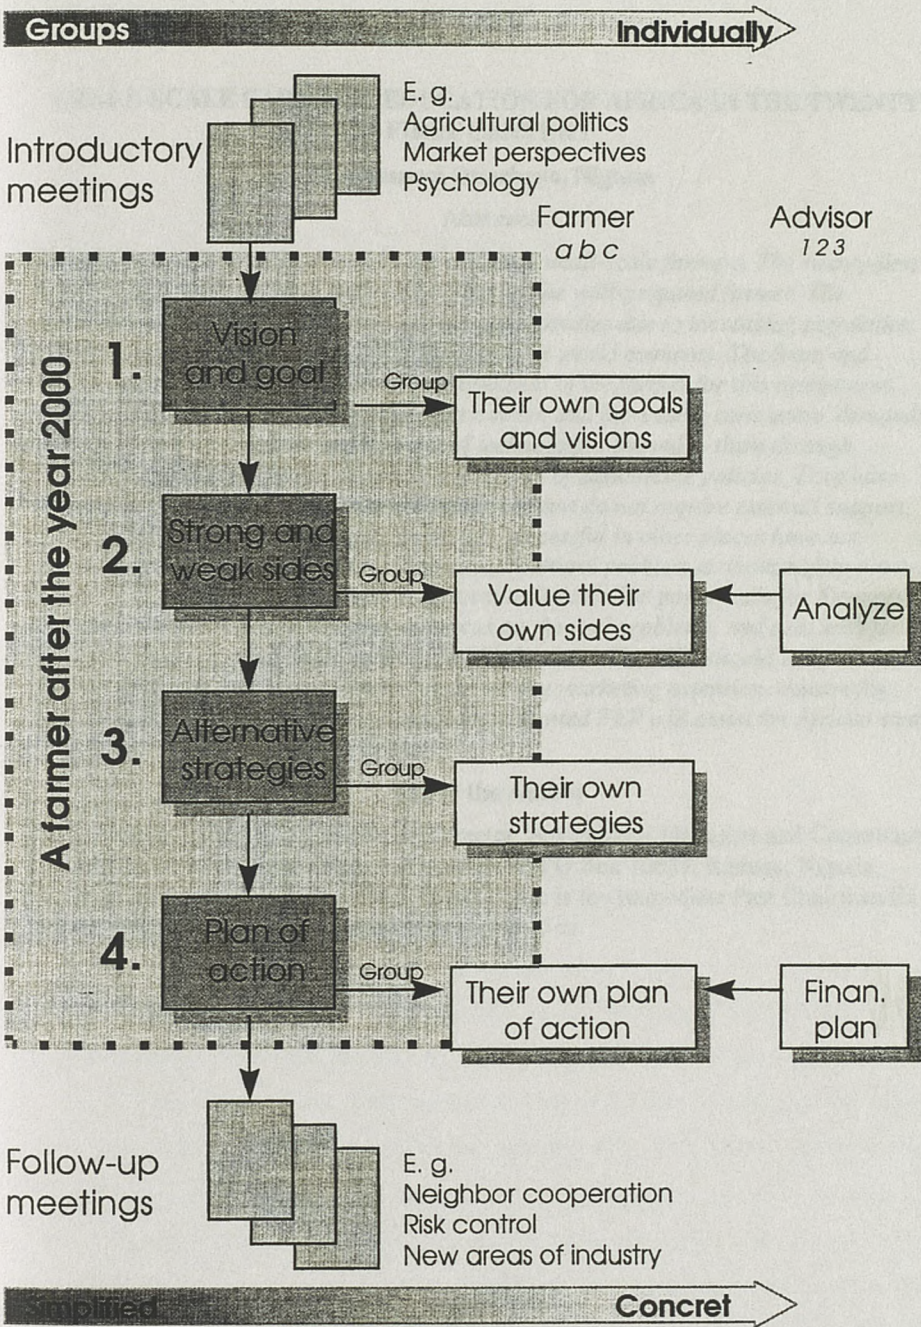 Groups Individually
Introductory
meetings
E. g.
Agricultural politics
Market perspectives
Psychology
Farmer
a b c
Advisor
1 2 3
A farmer after the year 2000
1.
Vision
and goal
Group
Their own goals
and visions
2.
Strong and
weak sides
Group
Value their
own sides
Analyze
3.
Alternative
strategies
Group
Their own
strategies
4.
Plan of
action
Group
Their own plan
of action
Finan.
plan
Follow-up
meetings
E. g.
Neighbor cooperation
Risk control
New areas of industry
Simplified Concret